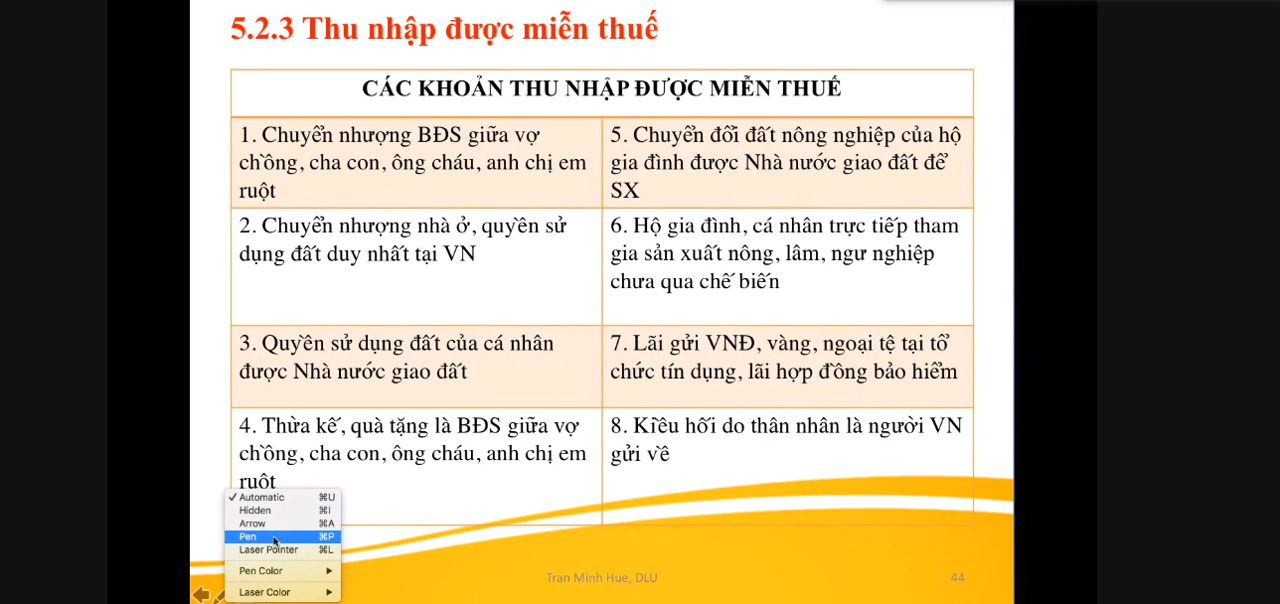 5.2.3 Thu nhập được miễn thuế
CÁC KHOẢN THU NHẬP ĐƯỢC MIỄN THUẾ
1. Chuyển nhượng BĐS giữa vợ
chồng, cha con, ông cháu, anh chị em
ruột
5. Chuyển đổi đất nông nghiệp của hộ
gia đình được Nhà nước giao đất để
SX
2. Chuyển nhượng nhà ở, quyền sử
dụng đất duy nhất tại VN
6. Hộ gia đình, cá nhân trực tiếp tham
gia sản xuất nông, lâm, ngư nghiệp
chưa qua chế biến
3. Quyền sử dụng đất của cá nhân
được Nhà nước giao đất
7. Lãi gửi VNĐ, vàng, ngoại tệ tại tổ
chức tín dụng, lãi hợp đồng bảo hiểm
4. Thừa kế, quà tặng là BĐS giữa vợ
chồng, cha con, ông cháu, anh chị em
ruột
8. Kiều hối do thân nhân là người VN
gửi về
✓ Automatic ⌘U
Hidden ⌘I
Arrow ⌘A
Pen ⌘P
Laser Pointer ⌘L
Pen Color ▶
Laser Color ▶
Tran Minh Hue, DLU
44